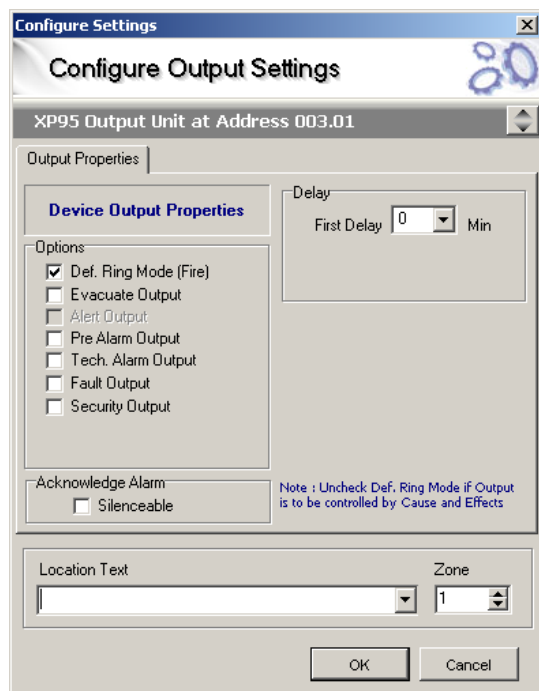 Configure Settings
Configure Output Settings
XP95 Output Unit at Address 003.01
Output Properties
Device Output Properties
Options
Def. Ring Mode (Fire)
Evacuate Output
Alert Output
Pre Alarm Output
Tech. Alarm Output
Fault Output
Security Output
Acknowledge Alarm
Silenceable
Delay
First Delay 0 Min
Note : Uncheck Def. Ring Mode if Output
is to be controlled by Cause and Effects
Location Text
Zone
1
OK
Cancel